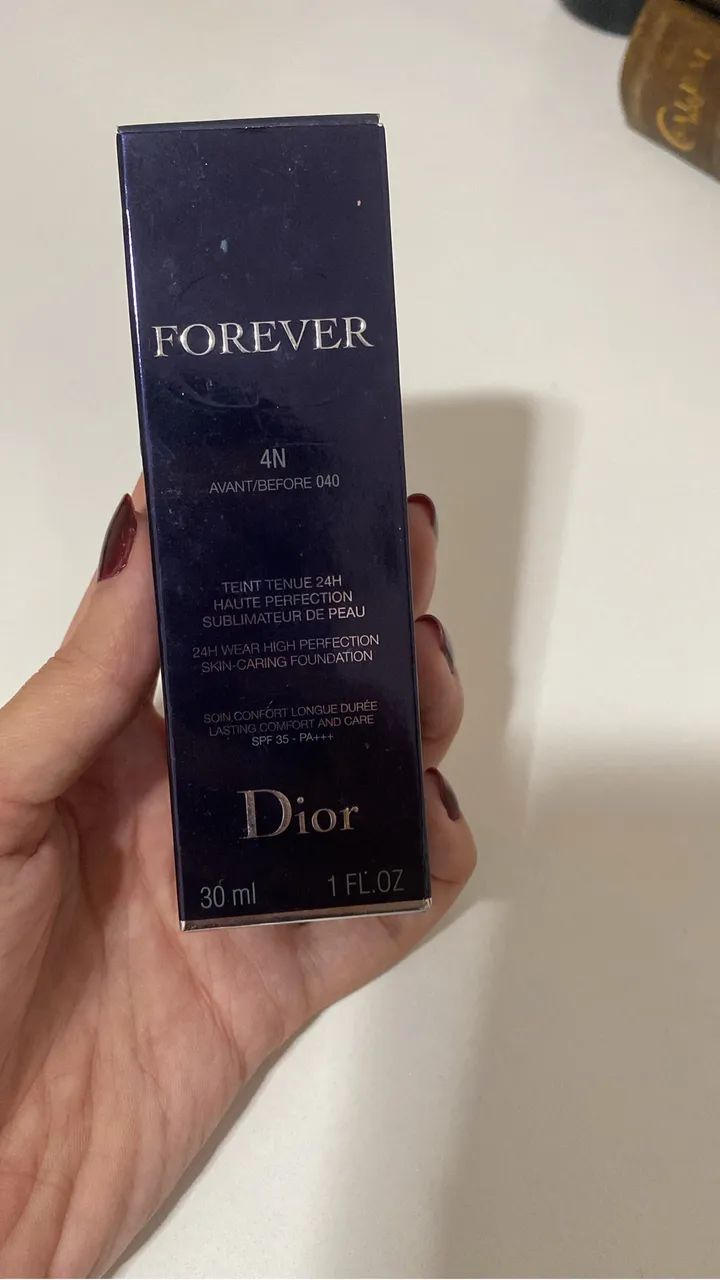 FOREVER
4N
AVANT/BEFORE 040
TEINT TENUE 24H
HAUTE PERFECTION
SUBLIMATEUR DE PEAU
24H WEAR HIGH PERFECTION
SKIN-CARING FOUNDATION
SOIN CONFORT LONGUE DURÉE
LASTING COMFORT AND CARE
SPF 35 - PA+++
Dior
30 ml 1 FL.OZ